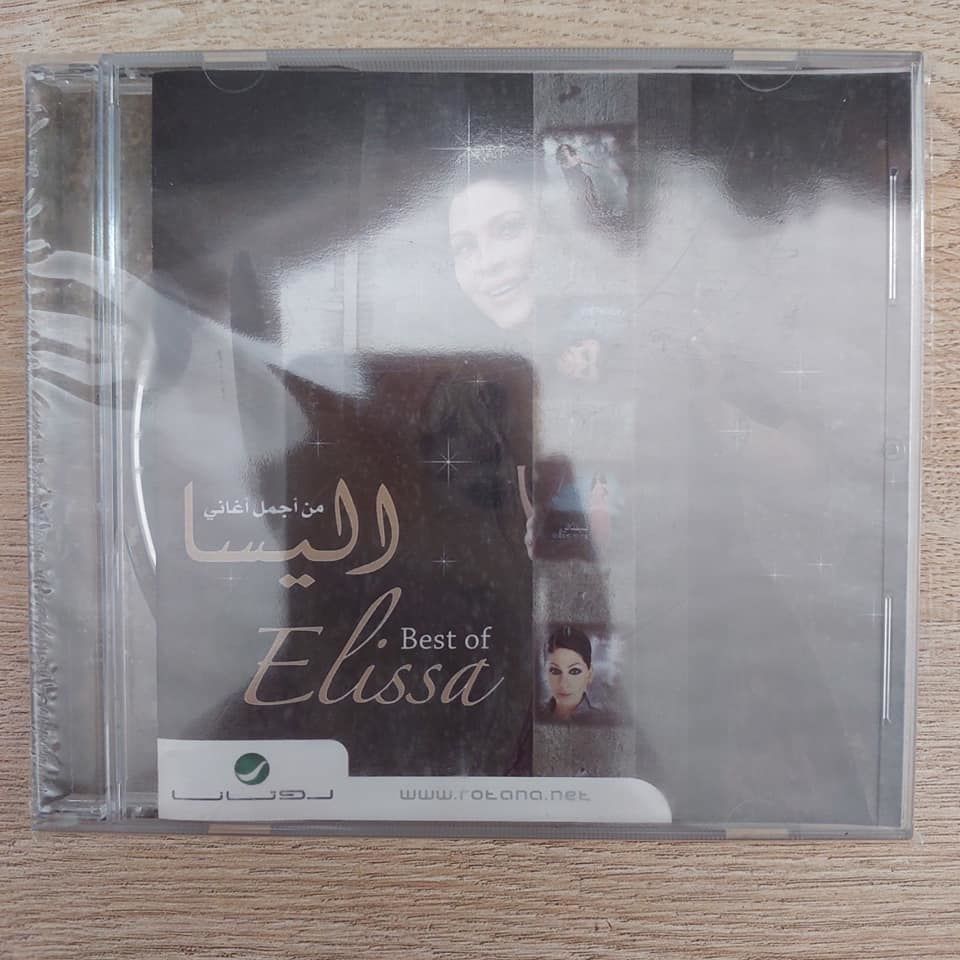 من أجمل أغاني
اليسا
Best of
Elissa
روتانا
www.rotana.net